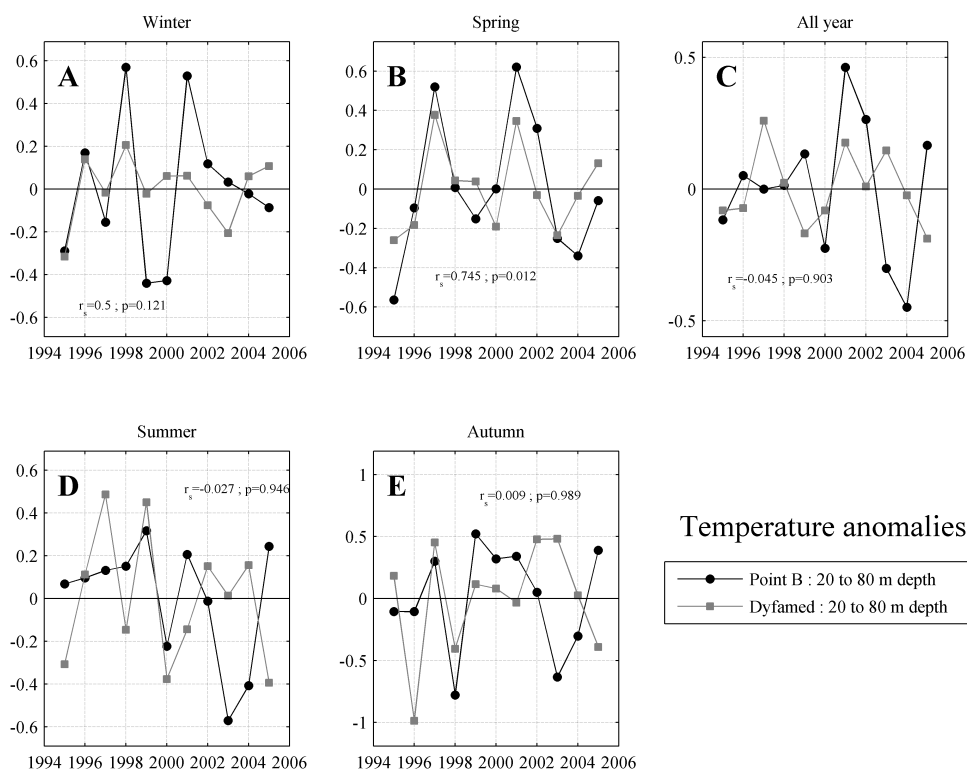 Winter
Spring
All year
0.6
0.4
0.2
0
-0.2
-0.4
-0.6
A
r_s=0.5 ; p=0.121
1994 1996 1998 2000 2002 2004 2006
0.6
0.4
0.2
0
-0.2
-0.4
-0.6
B
r_s=0.745 ; p=0.012
1994 1996 1998 2000 2002 2004 2006
0.5
0
-0.5
C
r_s=-0.045 ; p=0.903
1994 1996 1998 2000 2002 2004 2006
Summer
Autumn
0.6
0.4
0.2
0
-0.2
-0.4
-0.6
D
r_s=-0.027 ; p=0.946
1994 1996 1998 2000 2002 2004 2006
1
0.5
0
-0.5
-1
E
r_s=0.009 ; p=0.989
1994 1996 1998 2000 2002 2004 2006
Temperature anomalies
Point B : 20 to 80 m depth
Dyfamed : 20 to 80 m depth